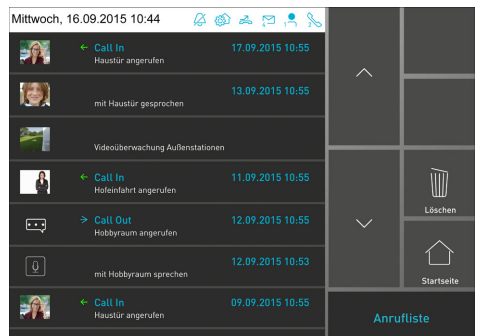 Mittwoch, 16.09.2015 10:44
Call In 17.09.2015 10:55
Haustür angerufen
13.09.2015 10:55
mit Haustür gesprochen
Videoüberwachung Außenstationen
Call In 11.09.2015 10:55
Hofeinfahrt angerufen
Call Out 12.09.2015 10:55
Hobbyraum angerufen
12.09.2015 10:53
mit Hobbyraum sprechen
Call In 09.09.2015 10:55
Haustür angerufen
Löschen
Startseite
Anrufliste